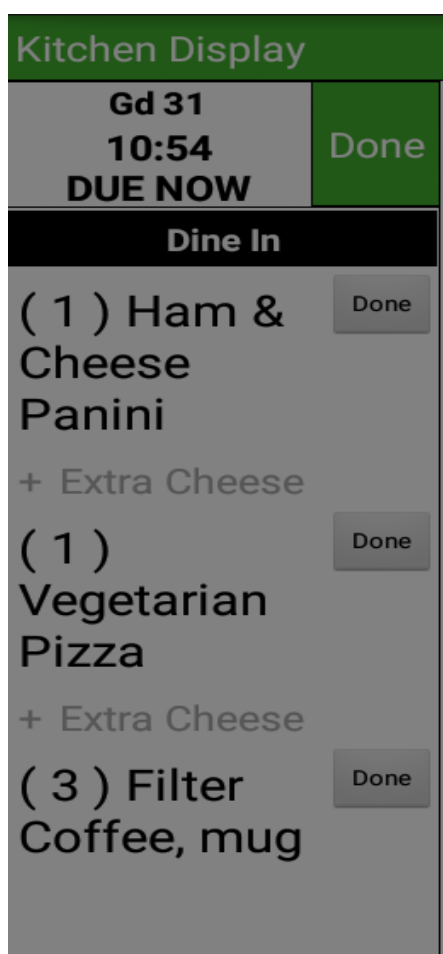 Kitchen Display
Gd 31
10:54
DUE NOW
Done
Dine In
( 1 ) Ham &
Cheese
Panini
Done
+ Extra Cheese
( 1 )
Vegetarian
Pizza
Done
+ Extra Cheese
( 3 ) Filter
Coffee, mug
Done